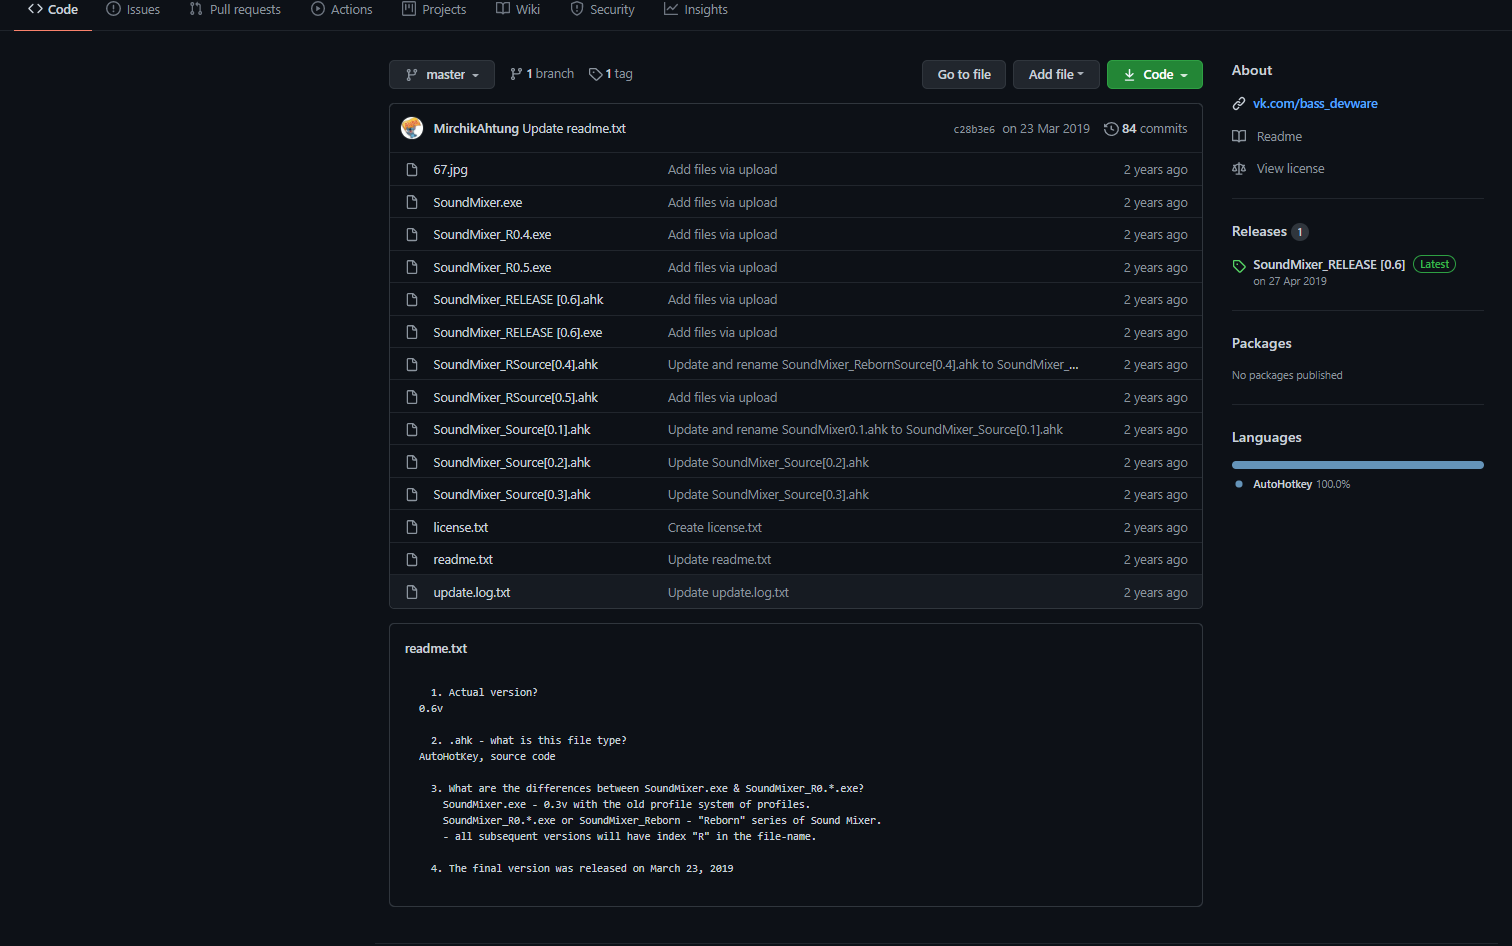 Code Issues Pull requests Actions Projects Wiki Security Insights
master 1 branch 1 tag Go to file Add file Code
MirchikAhtung Update readme.txt c28b3e6 on 23 Mar 2019 84 commits
67.jpg Add files via upload 2 years ago
SoundMixer.exe Add files via upload 2 years ago
SoundMixer_R0.4.exe Add files via upload 2 years ago
SoundMixer_R0.5.exe Add files via upload 2 years ago
SoundMixer_RELEASE [0.6].ahk Add files via upload 2 years ago
SoundMixer_RELEASE [0.6].exe Add files via upload 2 years ago
SoundMixer_RSource[0.4].ahk Update and rename SoundMixer_RebornSource[0.4].ahk to SoundMixer_... 2 years ago
SoundMixer_RSource[0.5].ahk Add files via upload 2 years ago
SoundMixer_Source[0.1].ahk Update and rename SoundMixer0.1.ahk to SoundMixer_Source[0.1].ahk 2 years ago
SoundMixer_Source[0.2].ahk Update SoundMixer_Source[0.2].ahk 2 years ago
SoundMixer_Source[0.3].ahk Update SoundMixer_Source[0.3].ahk 2 years ago
license.txt Create license.txt 2 years ago
readme.txt Update readme.txt 2 years ago
update.log.txt Update update.log.txt 2 years ago
readme.txt
1. Actual version?
0.6v
2. .ahk - what is this file type?
AutoHotKey, source code
3. What are the differences between SoundMixer.exe & SoundMixer_R0.*.exe?
SoundMixer.exe - 0.3v with the old profile system of profiles.
SoundMixer_R0.*.exe or SoundMixer_Reborn - "Reborn" series of Sound Mixer.
- all subsequent versions will have index "R" in the file-name.
4. The final version was released on March 23, 2019
About
vk.com/bass_devware
Readme
View license
Releases 1
SoundMixer_RELEASE [0.6] Latest
on 27 Apr 2019
Packages
No packages published
Languages
AutoHotkey 100.0%